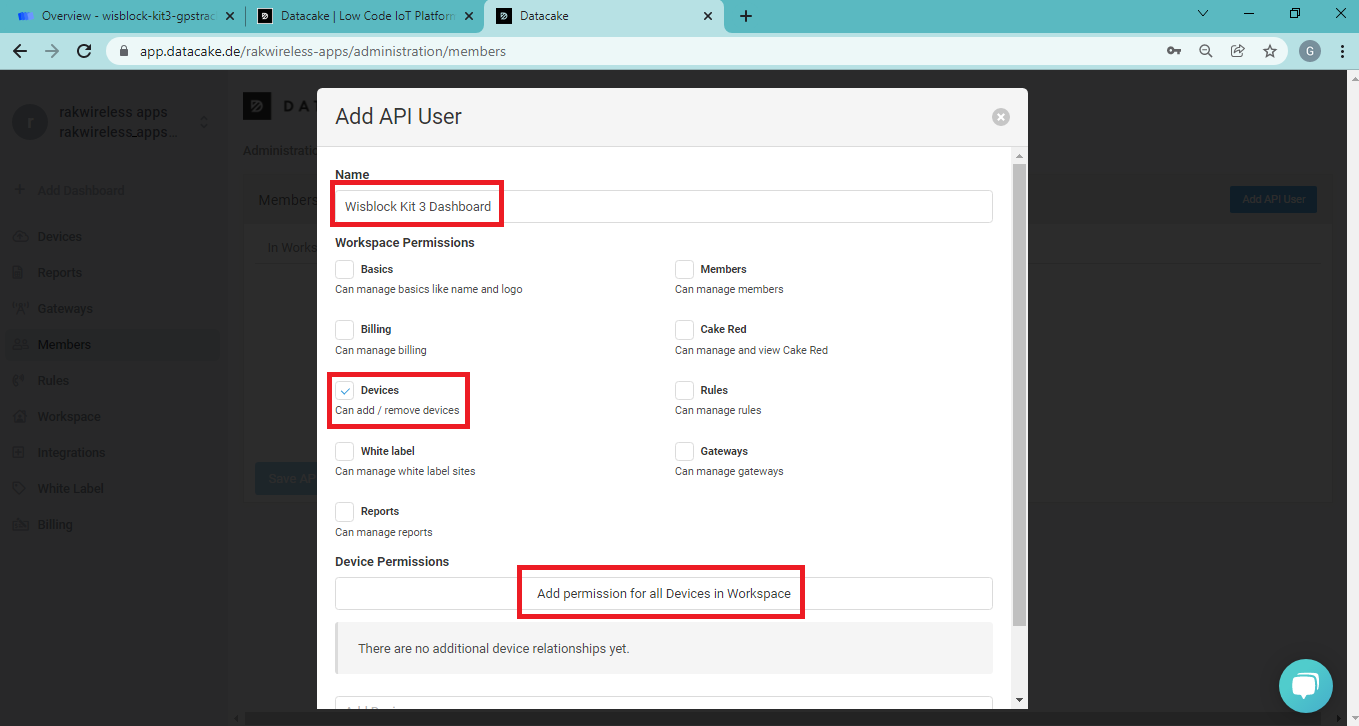 Overview - wisblock-kit3-gpstrac
Datacake | Low Code IoT Platform
Datacake
app.datacake.de/rakwireless-apps/administration/members
G
r
rakwireless apps
rakwireless_apps...
DA
Administratio
Add Dashboard
Devices
Reports
Gateways
Members
Rules
Workspace
Integrations
White Label
Billing
Members
Add API User
In Works
Save AP
Add API User
Name
Wisblock Kit 3 Dashboard
Workspace Permissions
Basics
Can manage basics like name and logo
Members
Can manage members
Billing
Can manage billing
Cake Red
Can manage and view Cake Red
Devices
Can add / remove devices
Rules
Can manage rules
White label
Can manage white label sites
Gateways
Can manage gateways
Reports
Can manage reports
Device Permissions
Add permission for all Devices in Workspace
There are no additional device relationships yet.